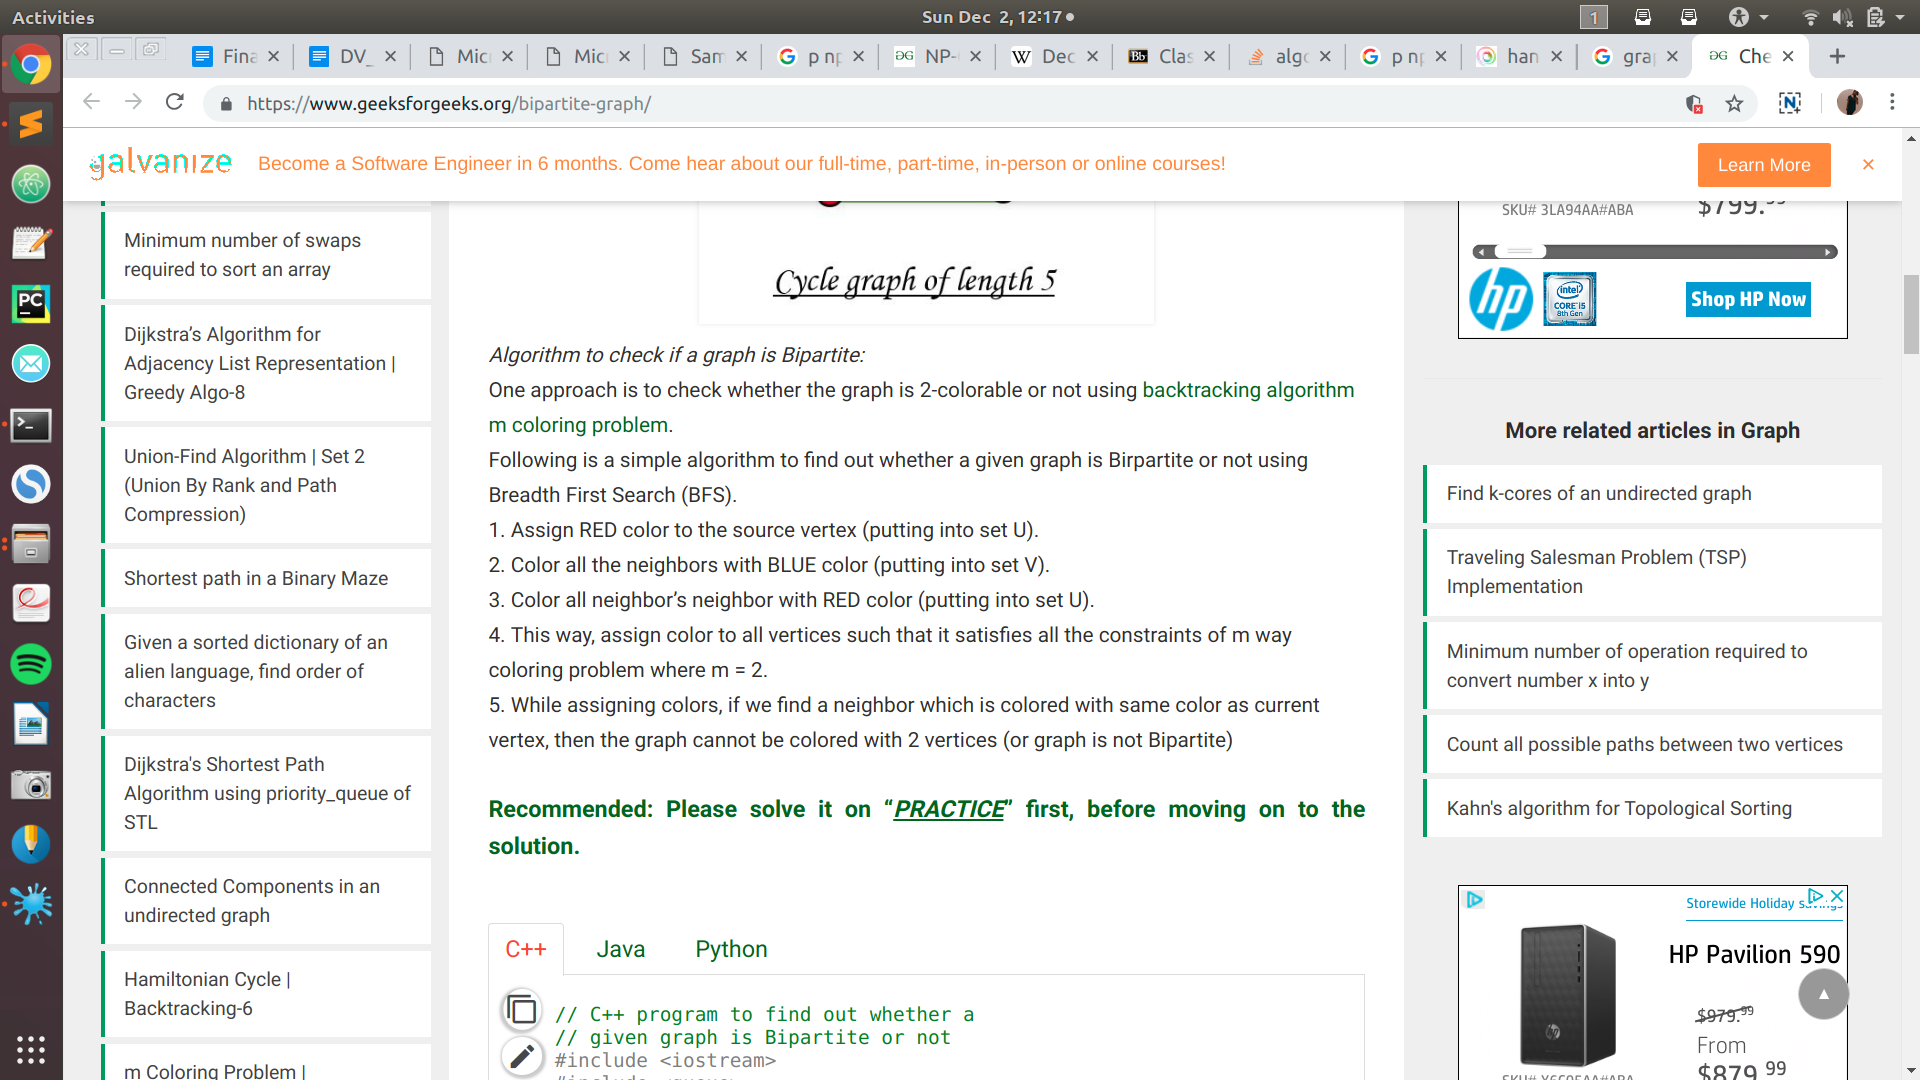 Activities
Sun Dec 2, 12:17
1
Fina
DV_
Mic
Mic
Sam
p np
NP-
Dec
Clas
algo
p np
han
gra
Che
https://www.geeksforgeeks.org/bipartite-graph/
galvanize
Become a Software Engineer in 6 months. Come hear about our full-time, part-time, in-person or online courses!
Learn More
Minimum number of swaps
required to sort an array
Dijkstra’s Algorithm for
Adjacency List Representation |
Greedy Algo-8
Union-Find Algorithm | Set 2
(Union By Rank and Path
Compression)
Shortest path in a Binary Maze
Given a sorted dictionary of an
alien language, find order of
characters
Dijkstra's Shortest Path
Algorithm using priority_queue of
STL
Connected Components in an
undirected graph
Hamiltonian Cycle |
Backtracking-6
m Coloring Problem |
Cycle graph of length 5
Algorithm to check if a graph is Bipartite:
One approach is to check whether the graph is 2-colorable or not using backtracking algorithm
m coloring problem.
Following is a simple algorithm to find out whether a given graph is Birpartite or not using
Breadth First Search (BFS).
1. Assign RED color to the source vertex (putting into set U).
2. Color all the neighbors with BLUE color (putting into set V).
3. Color all neighbor’s neighbor with RED color (putting into set U).
4. This way, assign color to all vertices such that it satisfies all the constraints of m way
coloring problem where m = 2.
5. While assigning colors, if we find a neighbor which is colored with same color as current
vertex, then the graph cannot be colored with 2 vertices (or graph is not Bipartite)
Recommended: Please solve it on “PRACTICE” first, before moving on to the
solution.
C++ Java Python
// C++ program to find out whether a
// given graph is Bipartite or not
#include <iostream>
#include <queue>
SKU# 3LA94AA#ABA
$799.99
hp
intel
CORE i5
8th Gen
Shop HP Now
More related articles in Graph
Find k-cores of an undirected graph
Traveling Salesman Problem (TSP)
Implementation
Minimum number of operation required to
convert number x into y
Count all possible paths between two vertices
Kahn's algorithm for Topological Sorting
Storewide Holiday savings
HP Pavilion 590
$979.99
From
$879.99